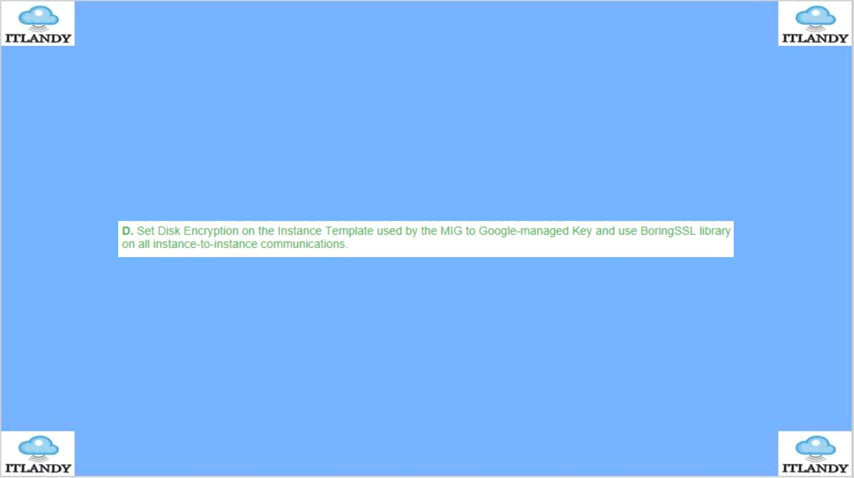 ITLANDY
ITLANDY
D. Set Disk Encryption on the Instance Template used by the MIG to Google-managed Key and use BoringSSL library
on all instance-to-instance communications.
ITLANDY
ITLANDY